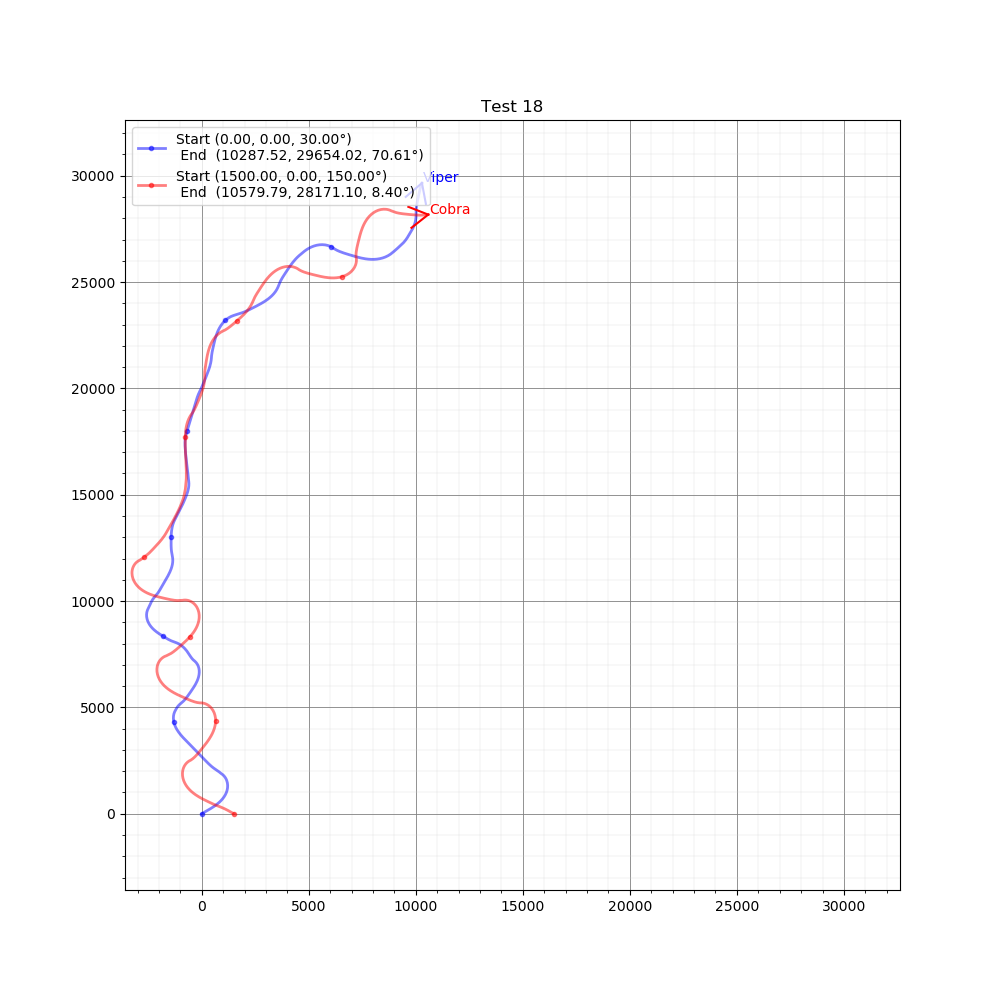 Test 18
Start (0.00, 0.00, 30.00°)
End (10287.52, 29654.02, 70.61°)
Start (1500.00, 0.00, 150.00°)
End (10579.79, 28171.10, 8.40°)
Viper
Cobra
30000
25000
20000
15000
10000
5000
0
0 5000 10000 15000 20000 25000 30000